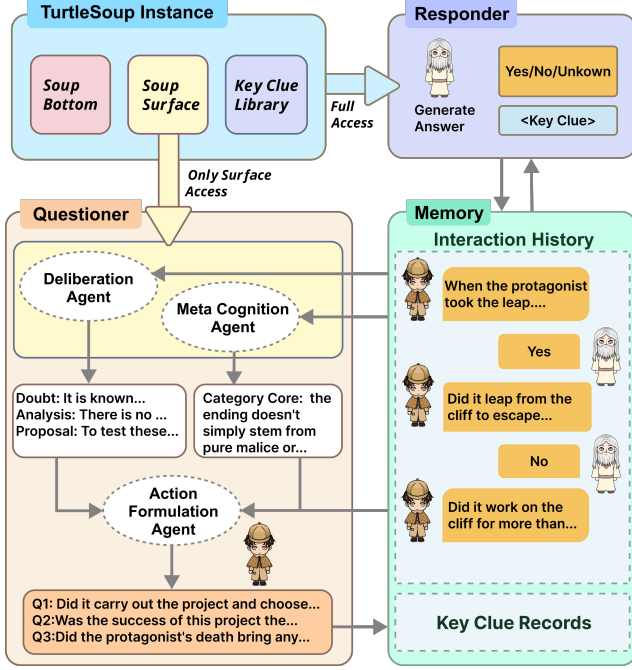 TurtleSoup Instance
Soup
Bottom
Soup
Surface
Key Clue
Library
Full
Access
Responder
Generate
Answer
Yes/No/Unkown
<Key Clue>
Only Surface
Access
Questioner
Deliberation
Agent
Meta Cognition
Agent
Doubt: It is known...
Analysis: There is no ...
Proposal: To test these...
Category Core:  the
ending doesn't
simply stem from
pure malice or...
Action
Formulation
Agent
Q1: Did it carry out the project and choose...
Q2:Was the success of this project the...
Q3:Did the protagonist's death bring any...
Memory
Interaction History
When the protagonist
took the leap....
Yes
Did it leap from the
cliff to escape...
No
Did it work on the
cliff for more than...
Key Clue Records